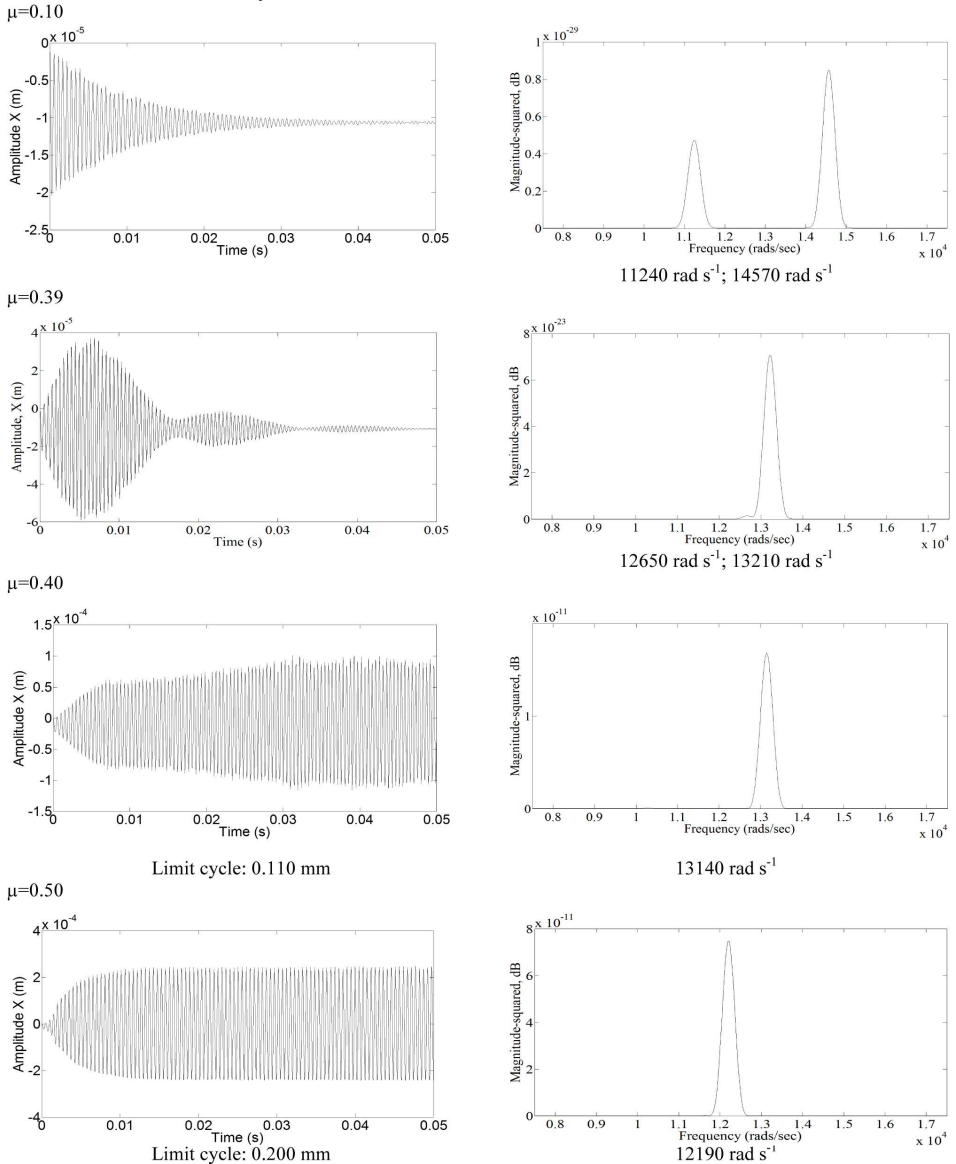 μ=0.10
x 10⁻⁵
0
-0.5
-1
-1.5
-2
-2.5
Amplitude X (m)
0 0.01 0.02 0.03 0.04 0.05
Time (s)
x 10⁻²⁹
1
0.8
0.6
0.4
0.2
0
Magnitude-squared, dB
0.8 0.9 1 1.1 1.2 1.3 1.4 1.5 1.6 1.7
Frequency (rads/sec)
x 10⁴
11240 rad s⁻¹; 14570 rad s⁻¹
μ=0.39
x 10⁻⁵
4
2
0
-2
-4
-6
Amplitude, X (m)
0 0.01 0.02 0.03 0.04 0.05
Time (s)
x 10⁻²³
8
6
4
2
0
Magnitude-squared, dB
0.8 0.9 1 1.1 1.2 1.3 1.4 1.5 1.6 1.7
Frequency (rads/sec)
x 10⁴
12650 rad s⁻¹; 13210 rad s⁻¹
μ=0.40
x 10⁻⁴
1.5
1
0.5
0
-0.5
-1
-1.5
Amplitude X (m)
0 0.01 0.02 0.03 0.04 0.05
Time (s)
x 10⁻¹¹
1
0
Magnitude-squared, dB
0.8 0.9 1 1.1 1.2 1.3 1.4 1.5 1.6 1.7
Frequency (rads/sec)
x 10⁴
Limit cycle: 0.110 mm
13140 rad s⁻¹
μ=0.50
x 10⁻⁴
4
2
0
-2
-4
Amplitude X (m)
0 0.01 0.02 0.03 0.04 0.05
Time (s)
x 10⁻¹¹
8
6
4
2
0
Magnitude-squared, dB
0.8 0.9 1 1.1 1.2 1.3 1.4 1.5 1.6 1.7
Frequency (rads/sec)
x 10⁴
Limit cycle: 0.200 mm
12190 rad s⁻¹